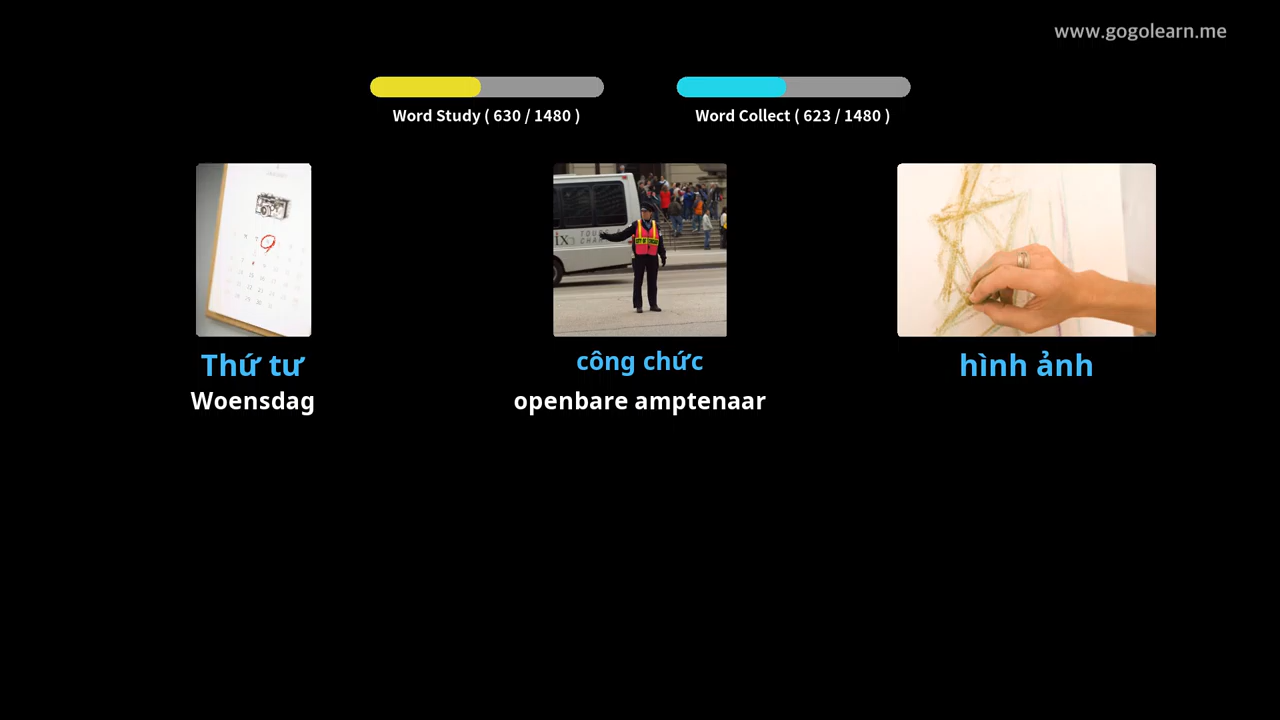 www.gogolearn.me
Word Study ( 630 / 1480 )
Word Collect ( 623 / 1480 )
Thứ tư
Woensdag
công chức
openbare amptenaar
hình ảnh